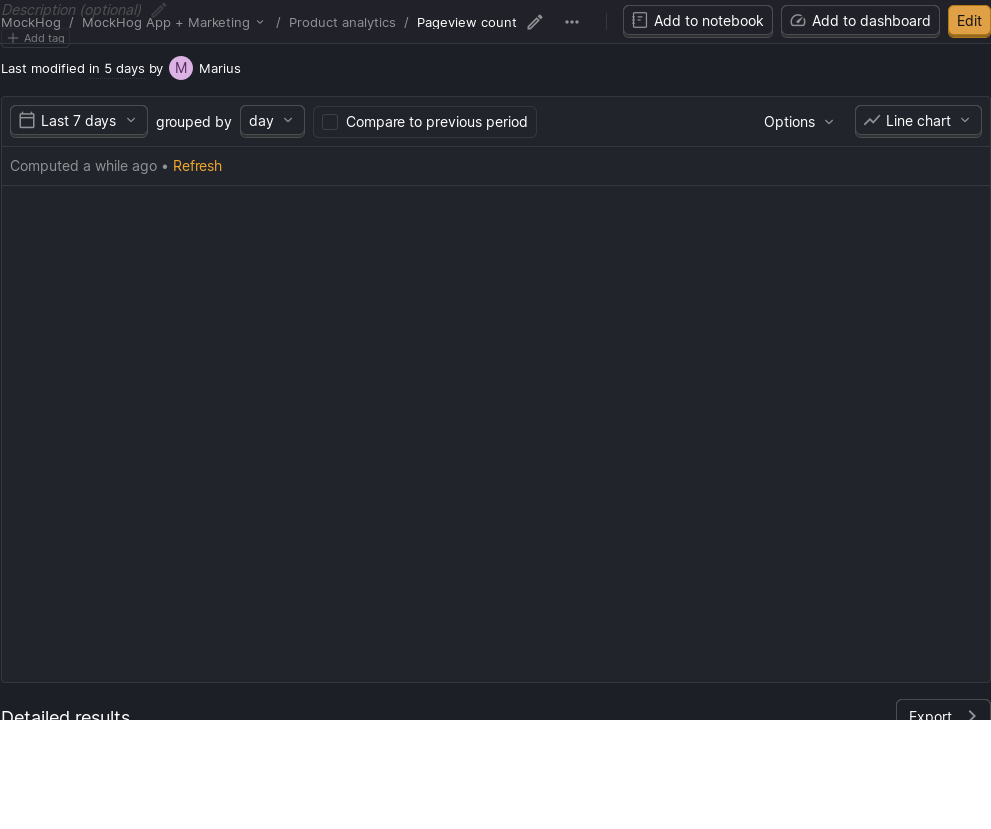 Description (optional)
MockHog / MockHog App + Marketing / Product analytics / Pageview count
Add to notebook
Add to dashboard
Edit
Add tag
Last modified in 5 days by M Marius
Last 7 days grouped by day Compare to previous period Options Line chart
Computed a while ago • Refresh
Detailed results Export